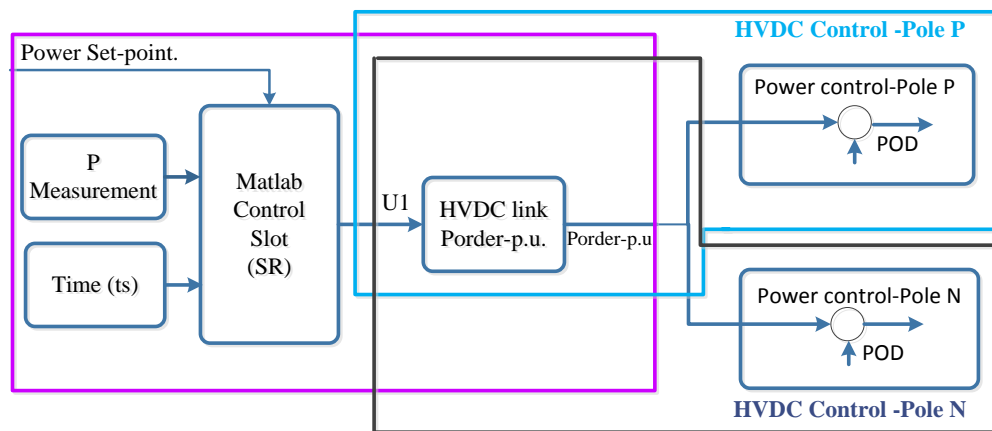 HVDC Control -Pole P
Power Set-point.
Power control-Pole P
POD
P
Measurement
Matlab
Control
Slot
(SR)
U1
HVDC link
Porder-p.u.
Porder-p.u
Time (ts)
Power control-Pole N
POD
HVDC Control -Pole N